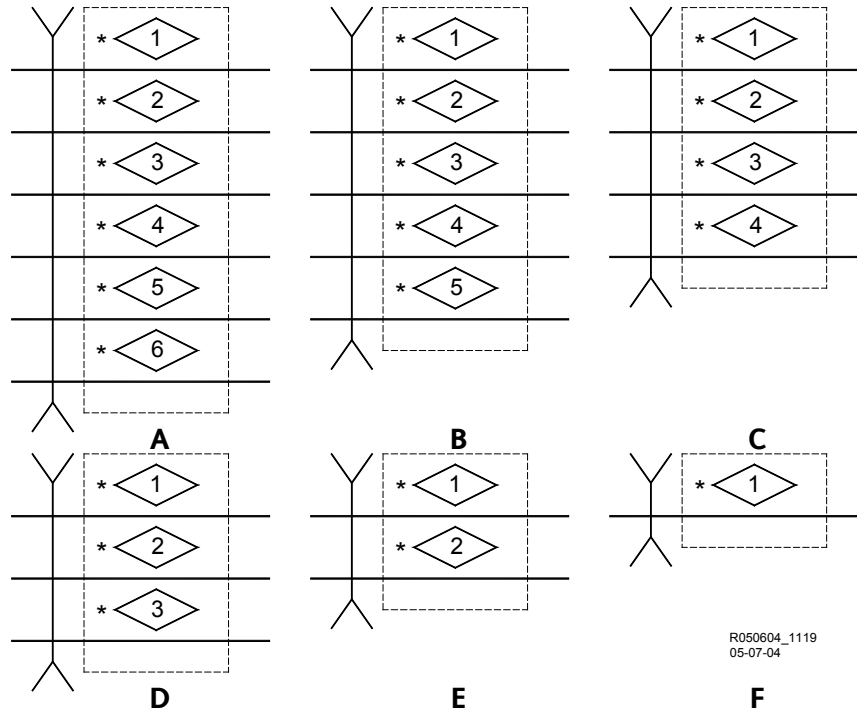 * 1 * 1 * 1
* 2 * 2 * 2
* 3 * 3 * 3
* 4 * 4 * 4
* 5 * 5
* 6
A B C
* 1 * 1 * 1
* 2 * 2
* 3
R050604_1119
05-07-04
D E F